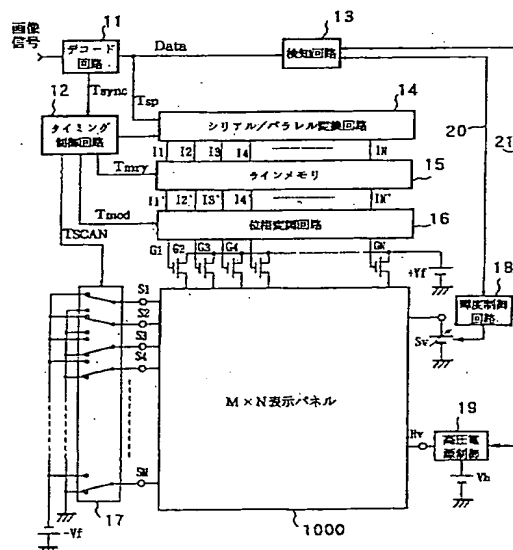 画像
信号
11
デコード
回路
Data
13
検知回路
12
Tsync
タイミング
制御回路
Tsp
14
シリアル/パラレル変換回路
20
21
I1 I2 I3 I4 IN
Tmry
ラインメモリ
15
I1' I2' I3' I4' IN'
Tmod
位相変調回路
16
TSCAN
G1 G2 G3 G4 GN
+Vf
18
輝度制御
回路
S1
S2
S3
S4
Sv
M×N表示パネル
19
Hv
高圧電
源制御
Vh
SM
17
-Vf
1000